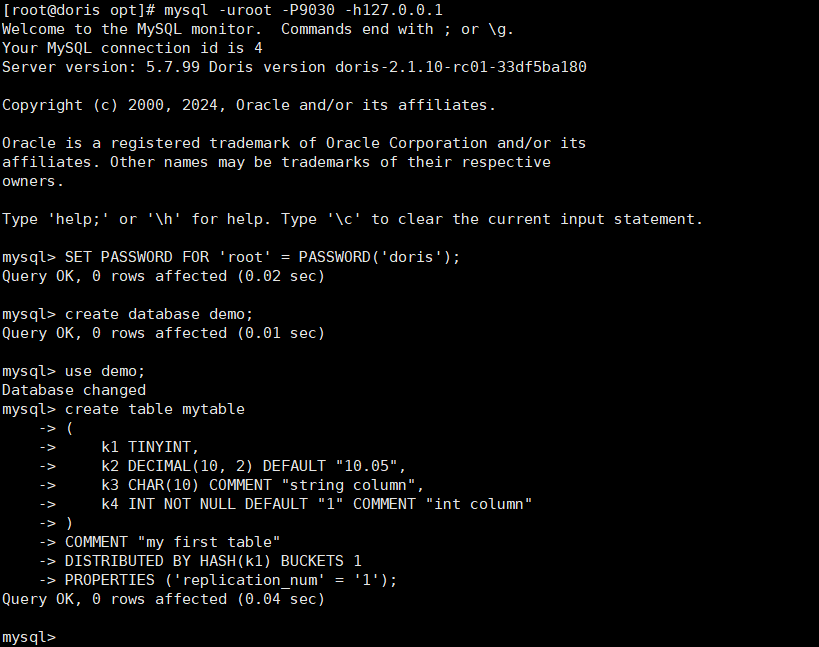 [root@doris opt]# mysql -uroot -P9030 -h127.0.0.1
Welcome to the MySQL monitor.  Commands end with ; or \g.
Your MySQL connection id is 4
Server version: 5.7.99 Doris version doris-2.1.10-rc01-33df5ba180

Copyright (c) 2000, 2024, Oracle and/or its affiliates.

Oracle is a registered trademark of Oracle Corporation and/or its
affiliates. Other names may be trademarks of their respective
owners.

Type 'help;' or '\h' for help. Type '\c' to clear the current input statement.

mysql> SET PASSWORD FOR 'root' = PASSWORD('doris');
Query OK, 0 rows affected (0.02 sec)

mysql> create database demo;
Query OK, 0 rows affected (0.01 sec)

mysql> use demo;
Database changed
mysql> create table mytable
    -> (
    ->     k1 TINYINT,
    ->     k2 DECIMAL(10, 2) DEFAULT "10.05",
    ->     k3 CHAR(10) COMMENT "string column",
    ->     k4 INT NOT NULL DEFAULT "1" COMMENT "int column"
    -> )
    -> COMMENT "my first table"
    -> DISTRIBUTED BY HASH(k1) BUCKETS 1
    -> PROPERTIES ('replication_num' = '1');
Query OK, 0 rows affected (0.04 sec)

mysql>